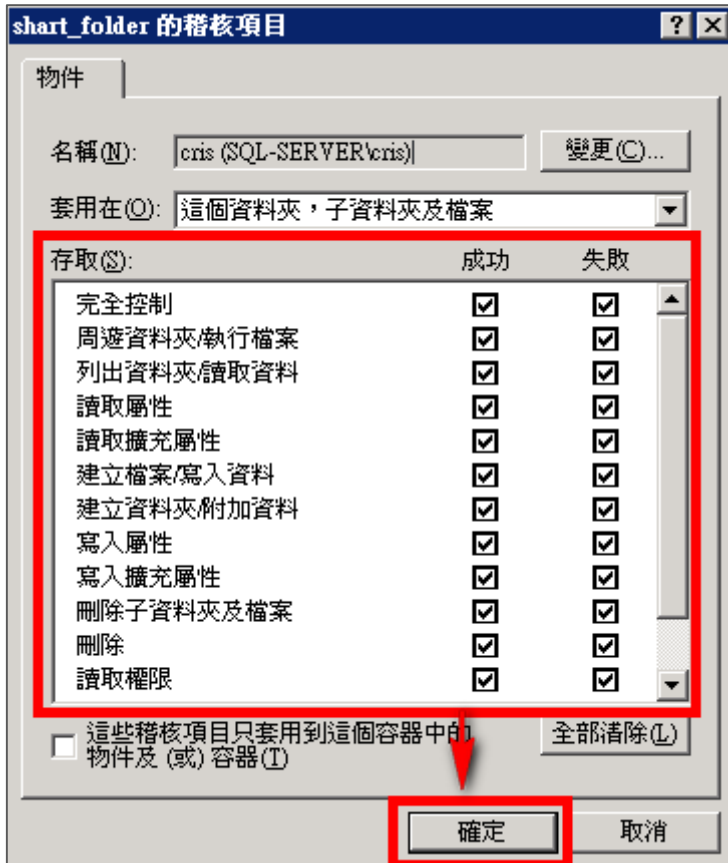 shart_folder 的稽核項目
物件
名稱(N): cris (SQL-SERVER\cris) 變更(C)...
套用在(O): 這個資料夾，子資料夾及檔案
存取(S): 成功 失敗
完全控制
周遊資料夾/執行檔案
列出資料夾/讀取資料
讀取屬性
讀取擴充屬性
建立檔案/寫入資料
建立資料夾/附加資料
寫入屬性
寫入擴充屬性
刪除子資料夾及檔案
刪除
讀取權限
這些稽核項目只套用到這個容器中的
物件及 (或) 容器(T) 全部清除(L)
確定 取消